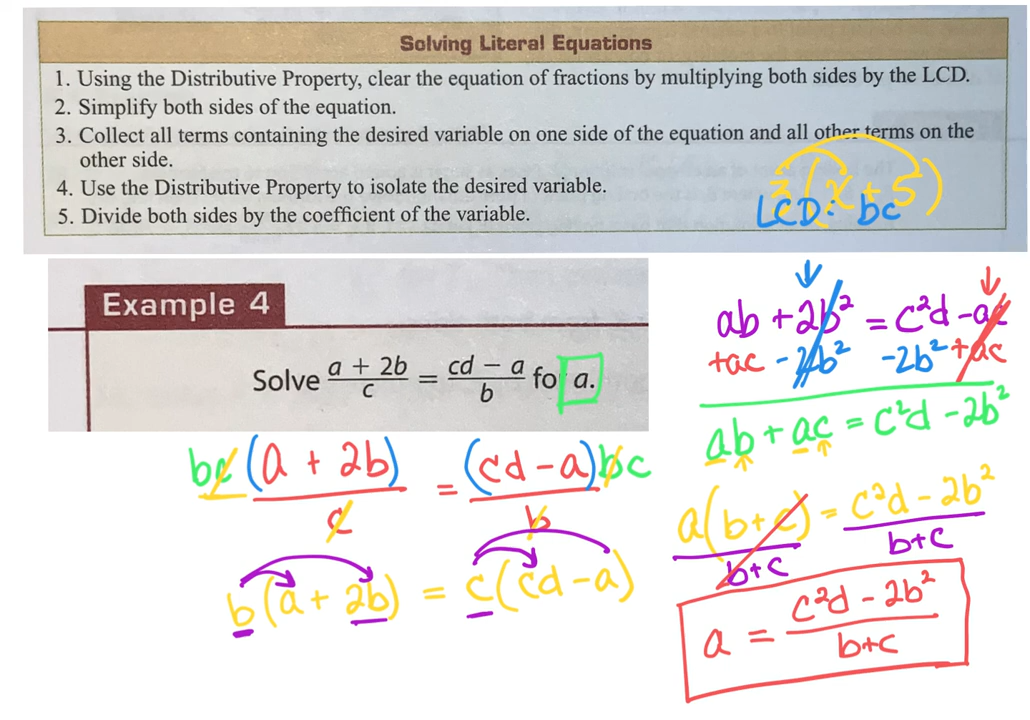 Solving Literal Equations
1. Using the Distributive Property, clear the equation of fractions by multiplying both sides by the LCD.
2. Simplify both sides of the equation.
3. Collect all terms containing the desired variable on one side of the equation and all other terms on the
other side.
4. Use the Distributive Property to isolate the desired variable.
5. Divide both sides by the coefficient of the variable.
3(x + 5)
LCD: bc
Example 4
Solve (a + 2b)/c = (cd − a)/b fo a.
bc(a + 2b)/c = (cd - a)bc/b
b(a + 2b) = c(cd - a)
ab + 2b² = c²d - ac
+ac - 2b² -2b² + ac
ab + ac = c²d - 2b²
a(b+c)/b+c = c²d - 2b²/b+c
a = c²d - 2b²/b+c